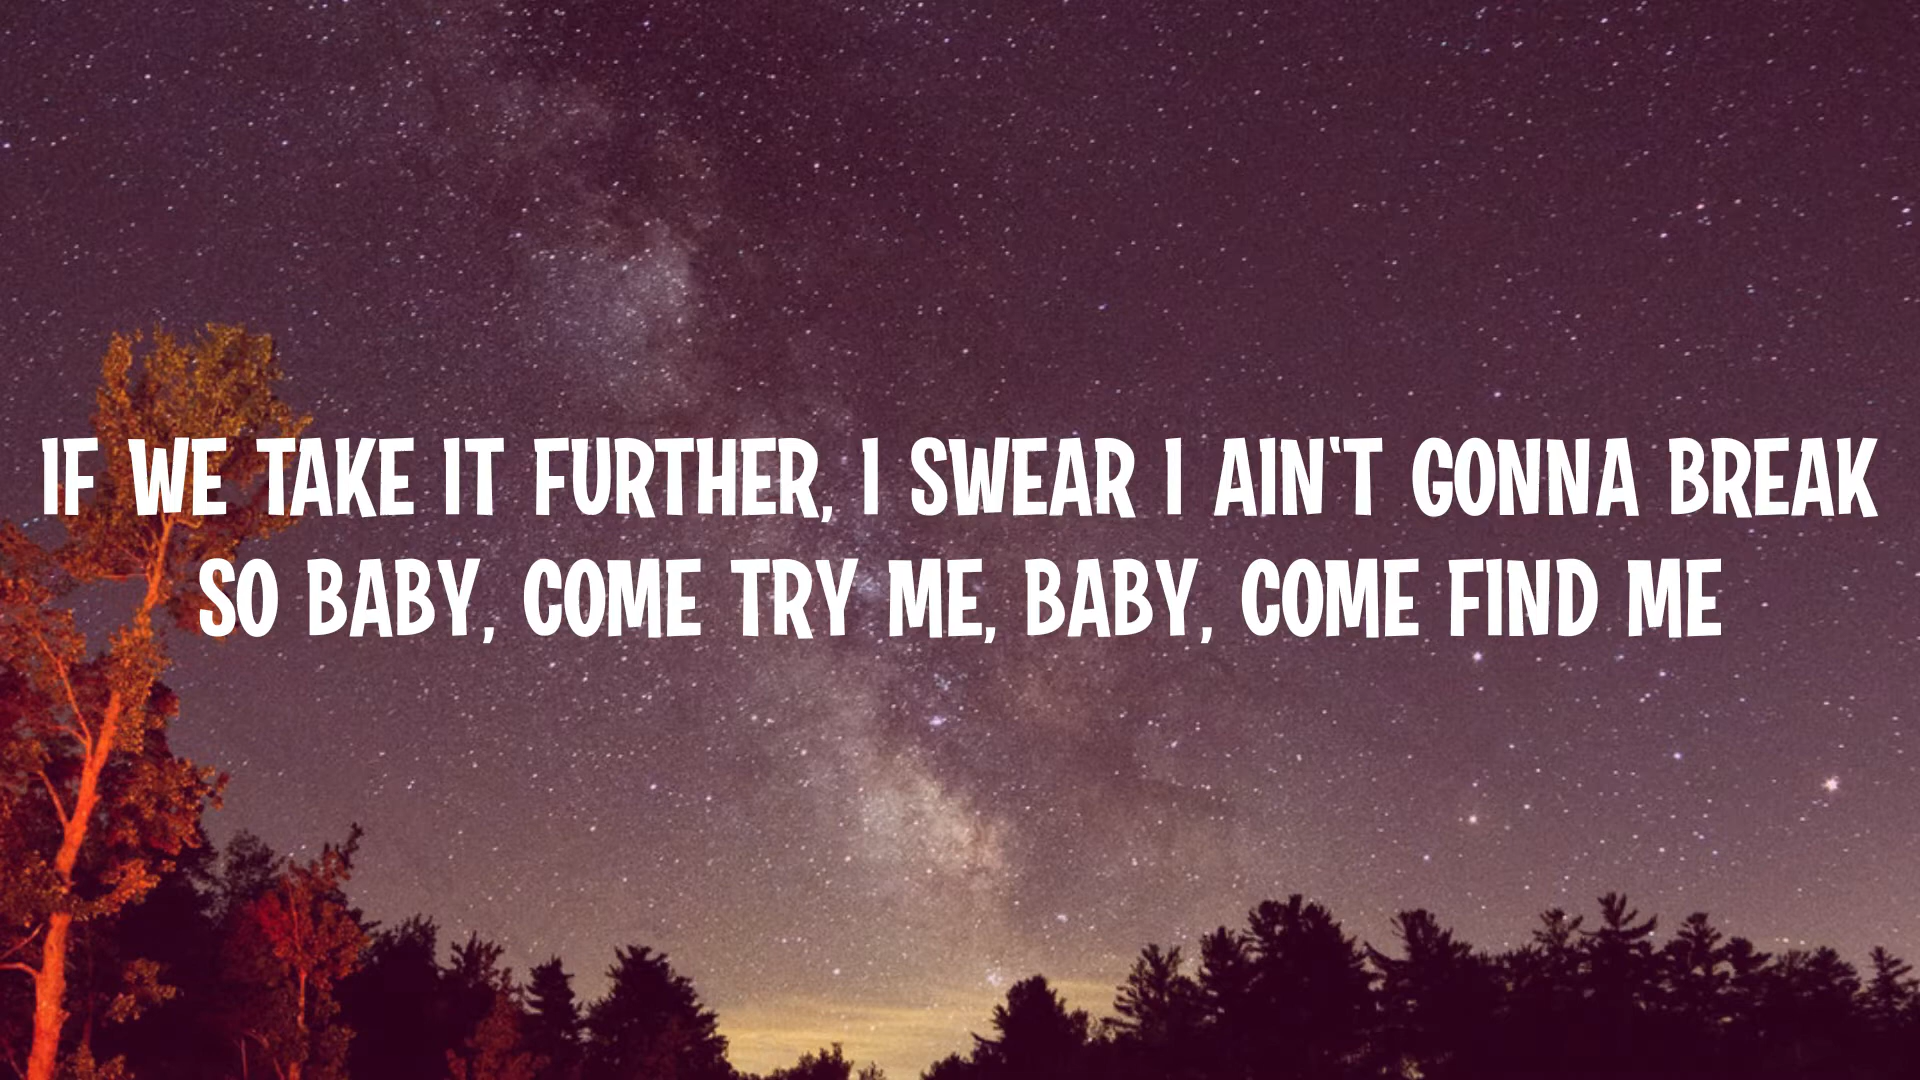 IF WE TAKE IT FURTHER, I SWEAR I AIN'T GONNA BREAK
SO BABY, COME TRY ME, BABY, COME FIND ME